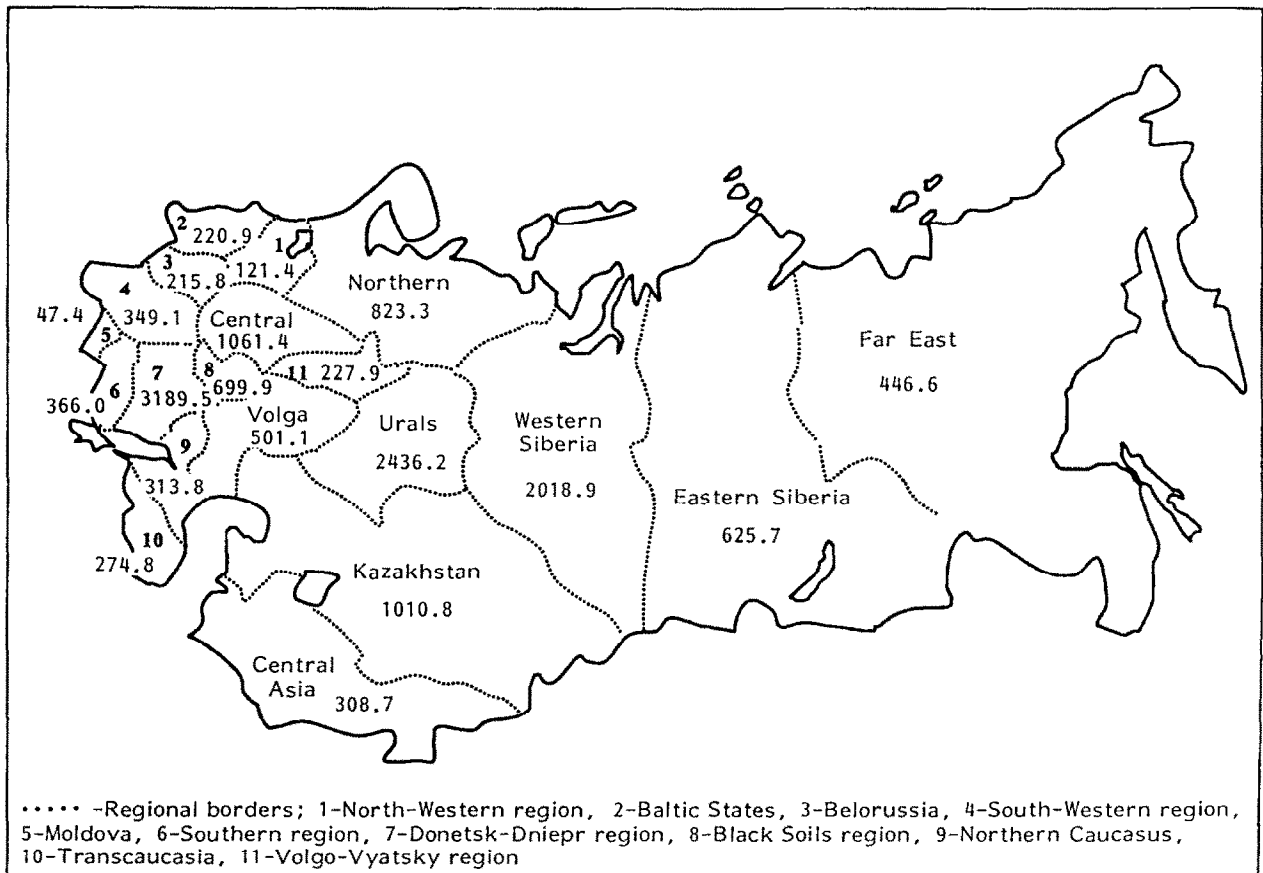 2
220.9
1
3
121.4
215.8
Northern
823.3
4
47.4
349.1
Central
1061.4
5
Far East
446.6
7
8
11
227.9
6
3189.5
699.9
366.0
Volga
501.1
Urals
2436.2
Western
Siberia
2018.9
9
313.8
Eastern Siberia
625.7
10
274.8
Kazakhstan
1010.8
Central
Asia
308.7
..... -Regional borders; 1-North-Western region, 2-Baltic States, 3-Belorussia, 4-South-Western region,
5-Moldova, 6-Southern region, 7-Donetsk-Dniepr region, 8-Black Soils region, 9-Northern Caucasus,
10-Transcaucasia, 11-Volgo-Vyatsky region